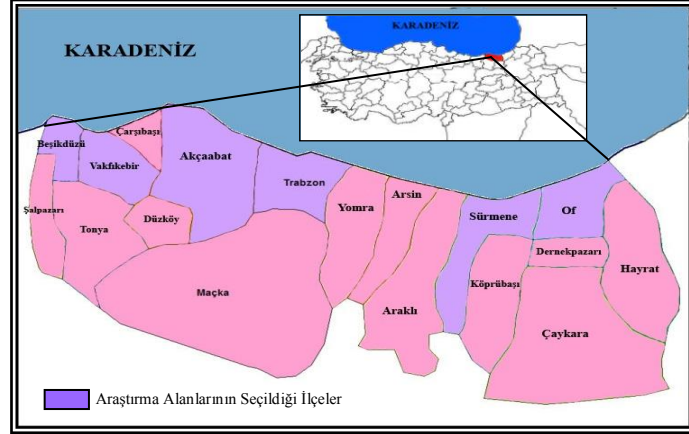 KARADENİZ
KARADENİZ
Çarşıbaşı
Beşikdüzü
Vakfıkebir
Akçaabat
Trabzon
Şalpazarı
Tonya
Düzköy
Yomra
Arsin
Sürmene
Of
Dernekpazarı
Hayrat
Maçka
Araklı
Köprübaşı
Çaykara
Araştırma Alanlarının Seçildiği İlçeler